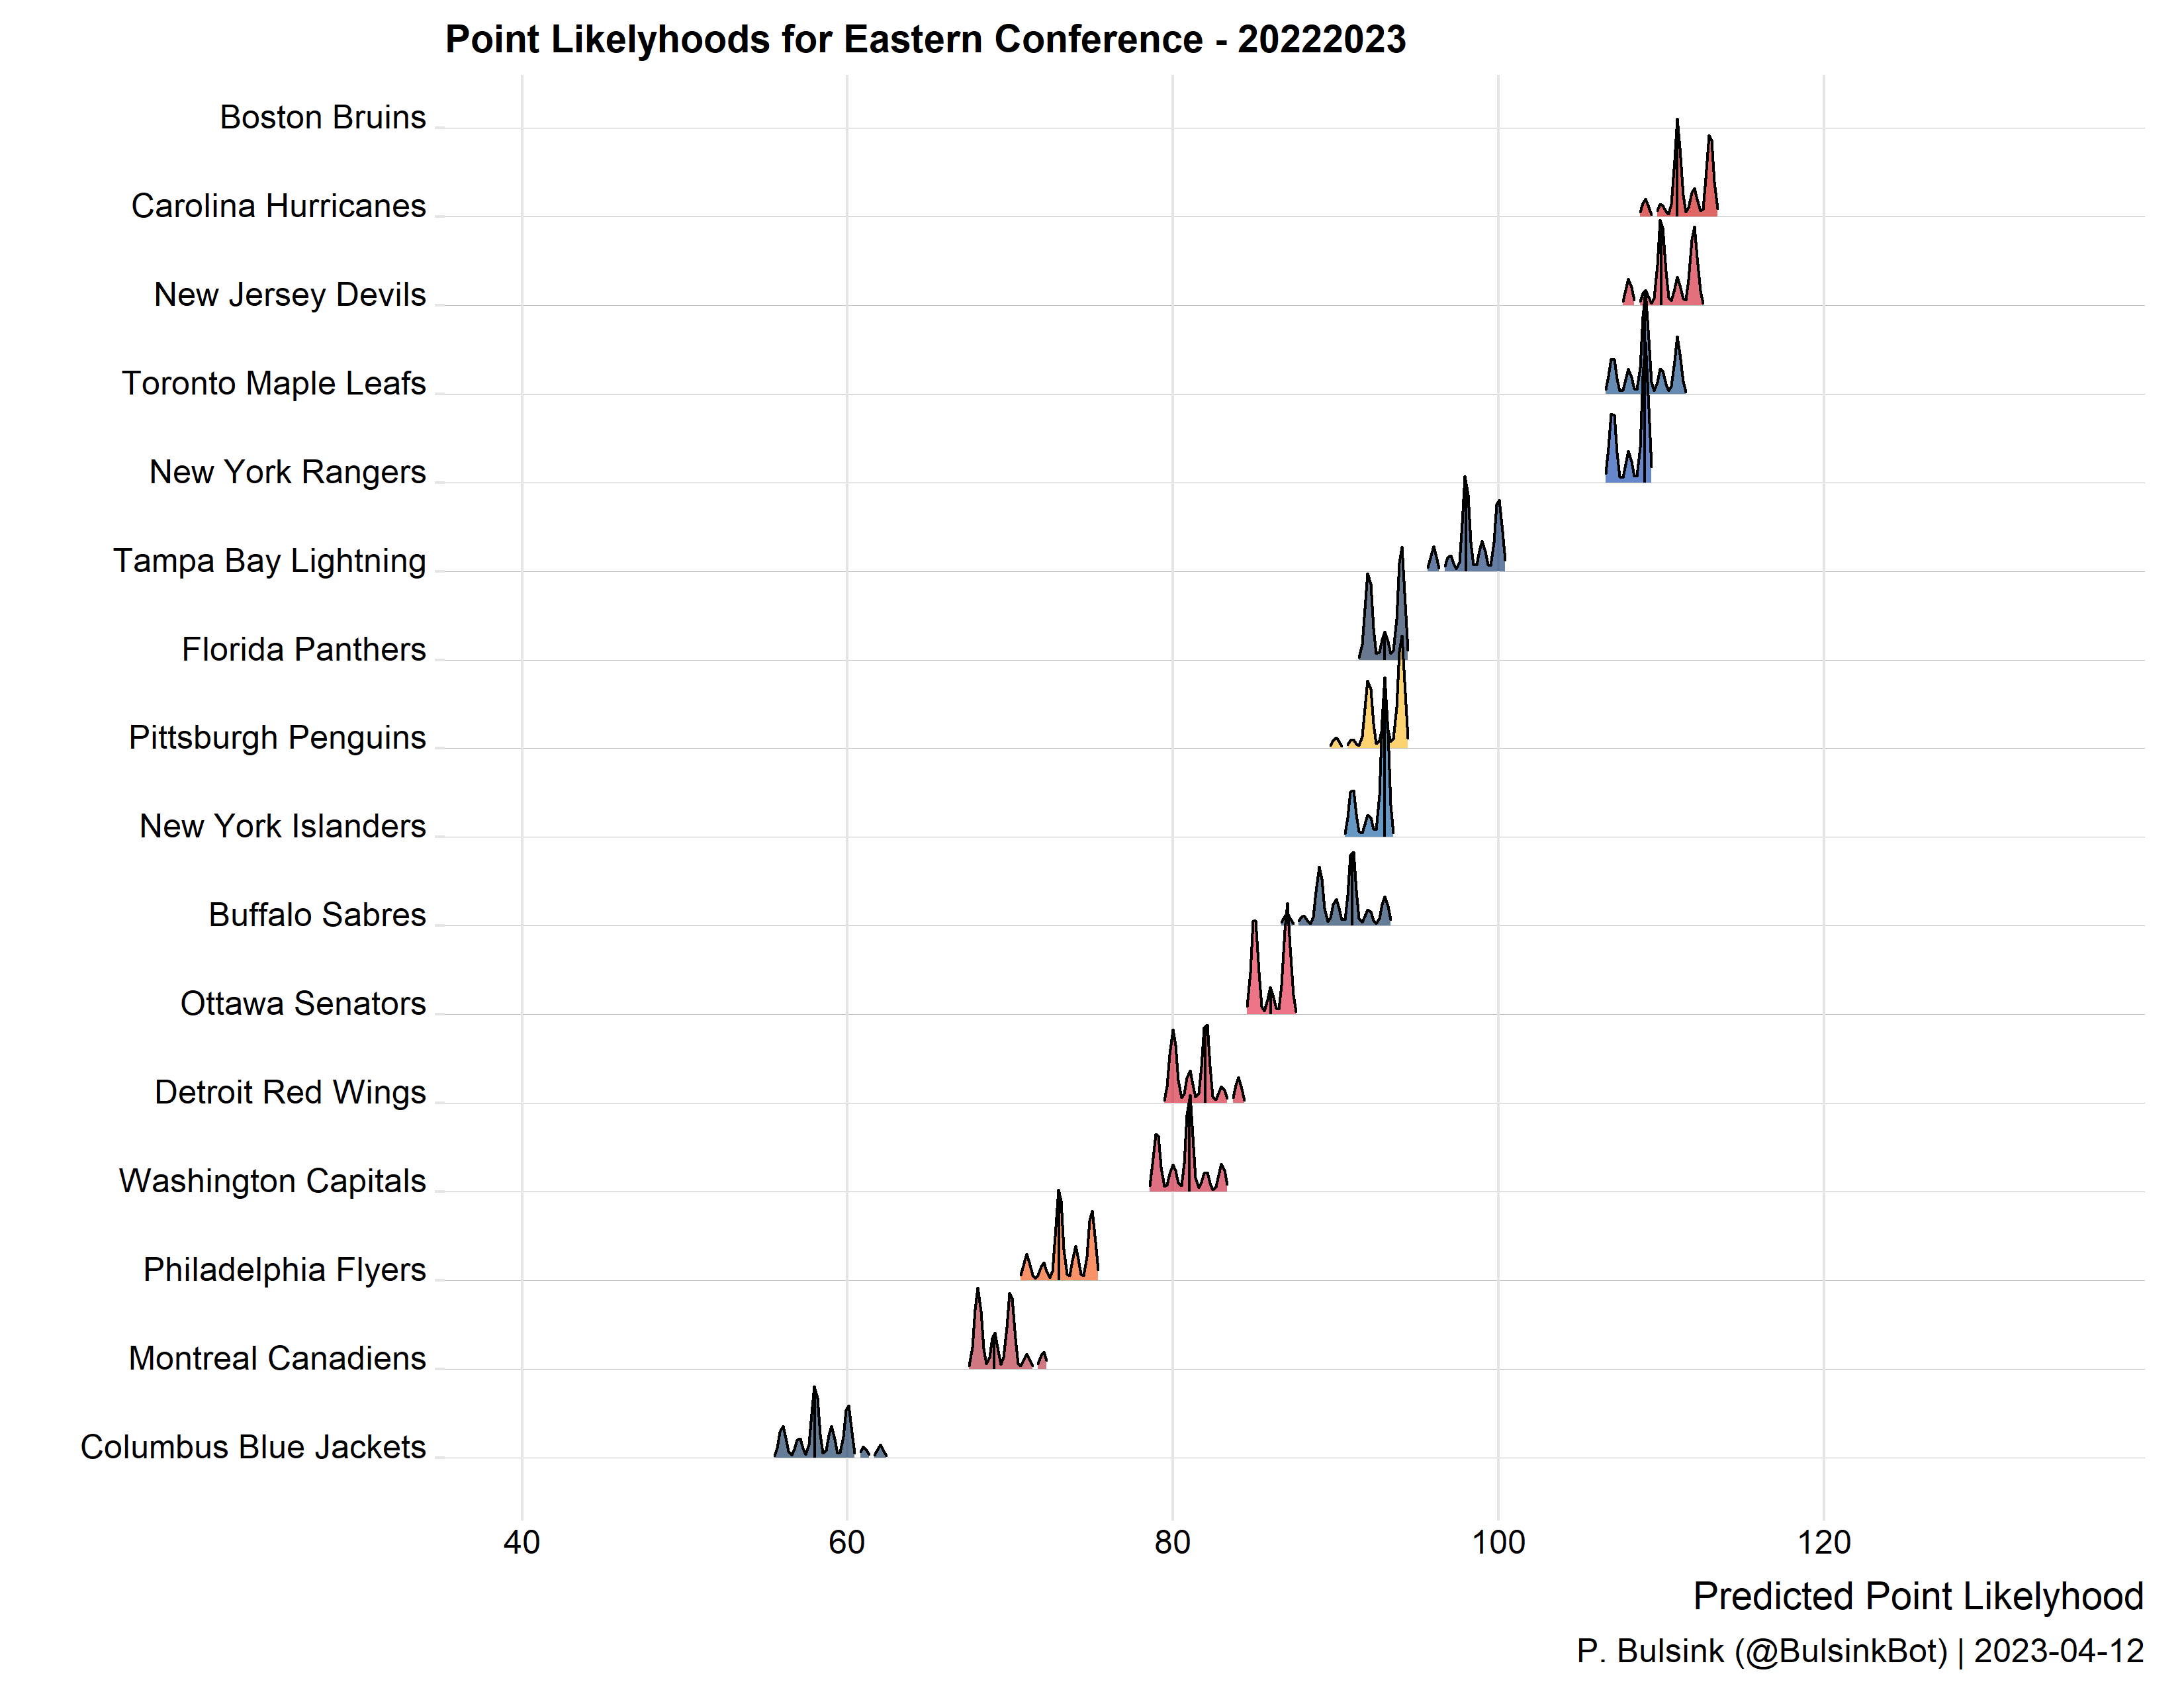 Point Likelyhoods for Eastern Conference - 20222023
Boston Bruins
Carolina Hurricanes
New Jersey Devils
Toronto Maple Leafs
New York Rangers
Tampa Bay Lightning
Florida Panthers
Pittsburgh Penguins
New York Islanders
Buffalo Sabres
Ottawa Senators
Detroit Red Wings
Washington Capitals
Philadelphia Flyers
Montreal Canadiens
Columbus Blue Jackets
40 60 80 100 120
Predicted Point Likelyhood
P. Bulsink (@BulsinkBot) | 2023-04-12